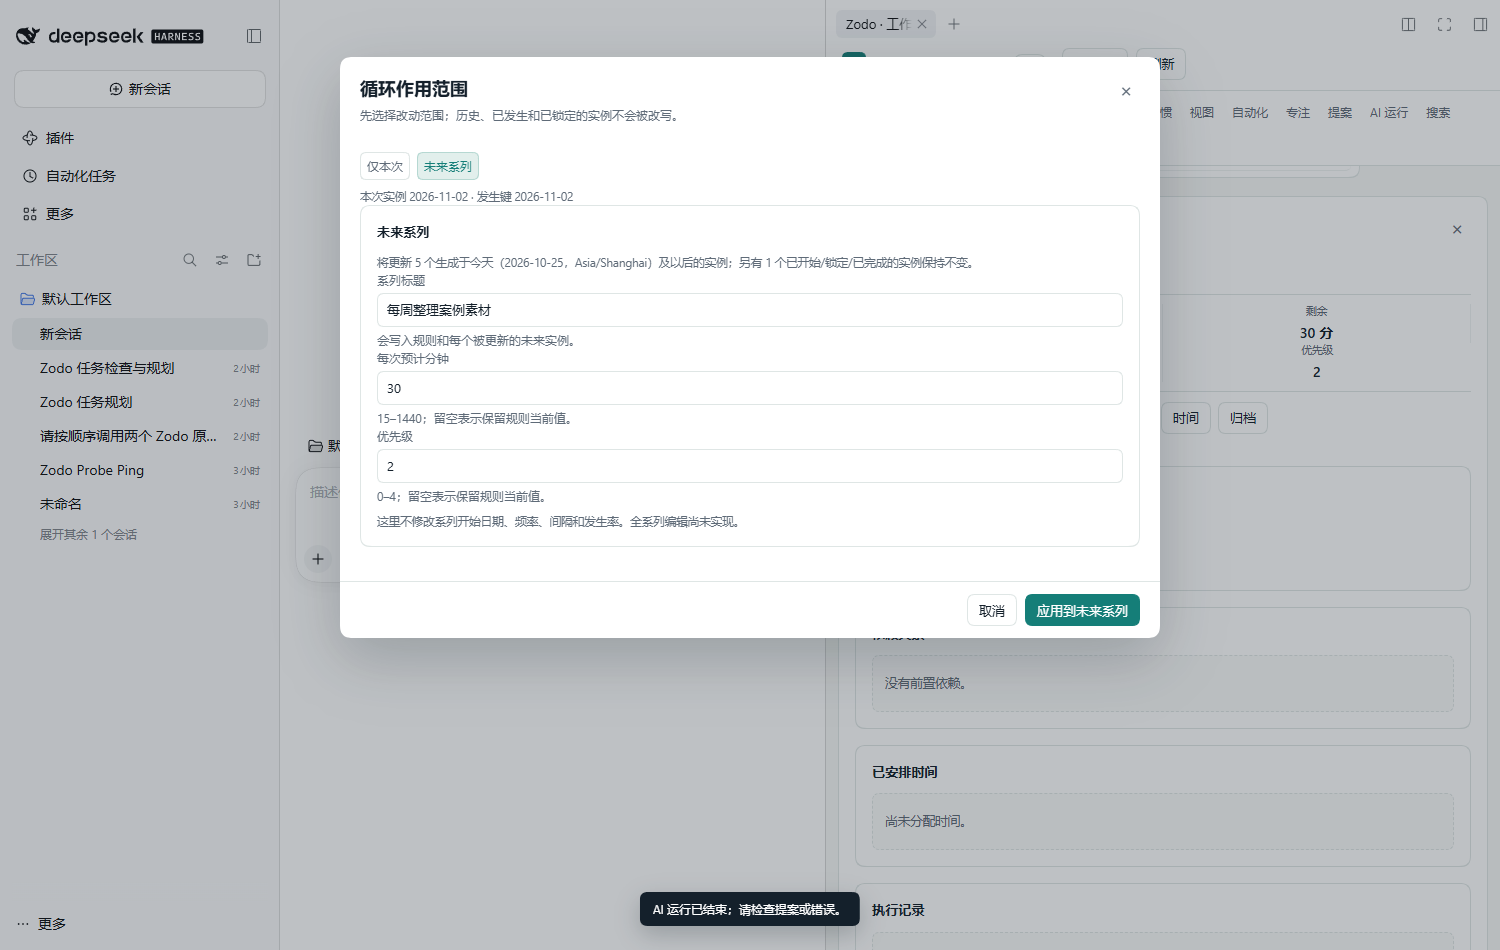 deepseek HARNESS
新会话
插件
自动化任务
更多
工作区
默认工作区
新会话
Zodo 任务检查与规划 2 小时
Zodo 任务规划 2 小时
请按顺序调用两个 Zodo 原... 2 小时
Zodo Probe Ping 3 小时
未命名 3 小时
展开其余 1 个会话
更多
默
描述
Zodo · 工作
新
惯 视图 自动化 专注 提案 AI 运行 搜索
循环作用范围
先选择改动范围；历史、已发生和已锁定的实例不会被改写。
仅本次 未来系列
本次实例 2026-11-02 · 发生键 2026-11-02
未来系列
将更新 5 个生成于今天（2026-10-25，Asia/Shanghai）及以后的实例；另有 1 个已开始/锁定/已完成的实例保持不变。
系列标题
每周整理案例素材
会写入规则和每个被更新的未来实例。
每次预计分钟
30
15–1440；留空表示保留规则当前值。
优先级
2
0–4；留空表示保留规则当前值。
这里不修改系列开始日期、频率、间隔和发生率。全系列编辑尚未实现。
取消 应用到未来系列
剩余
30 分
优先级
2
时间 归档
没有前置依赖。
已安排时间
尚未分配时间。
执行记录
AI 运行已结束；请检查提案或错误。